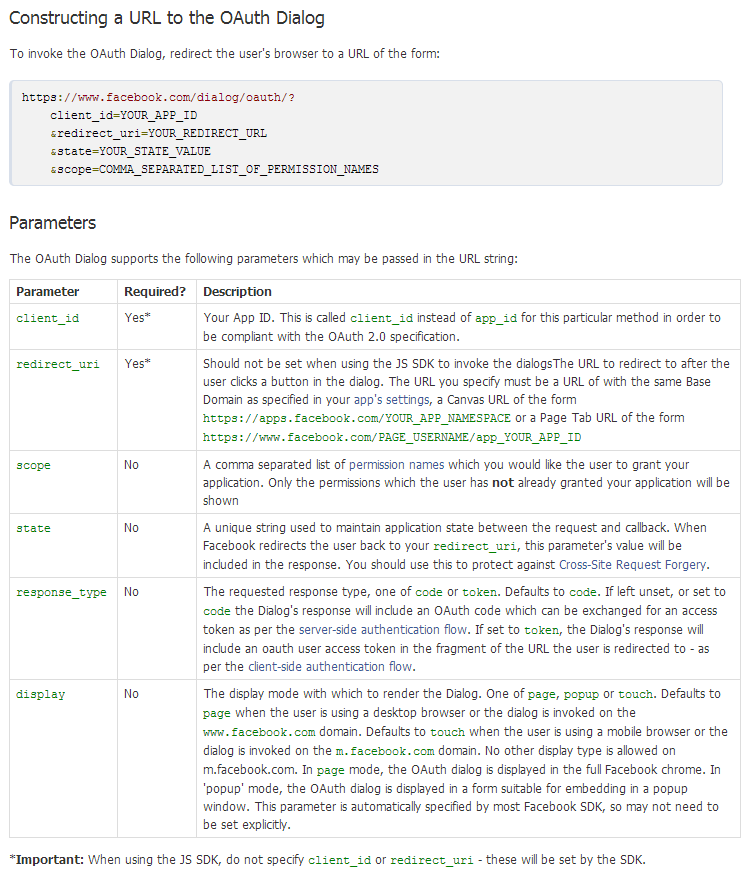 Constructing a URL to the OAuth Dialog
To invoke the OAuth Dialog, redirect the user's browser to a URL of the form:
https://www.facebook.com/dialog/oauth/?
    client_id=YOUR_APP_ID
    &redirect_uri=YOUR_REDIRECT_URL
    &state=YOUR_STATE_VALUE
    &scope=COMMA_SEPARATED_LIST_OF_PERMISSION_NAMES
Parameters
The OAuth Dialog supports the following parameters which may be passed in the URL string:
Parameter Required? Description
client_id Yes* Your App ID. This is called client_id instead of app_id for this particular method in order to
be compliant with the OAuth 2.0 specification.
redirect_uri Yes* Should not be set when using the JS SDK to invoke the dialogsThe URL to redirect to after the
user clicks a button in the dialog. The URL you specify must be a URL of with the same Base
Domain as specified in your app's settings, a Canvas URL of the form
https://apps.facebook.com/YOUR_APP_NAMESPACE or a Page Tab URL of the form
https://www.facebook.com/PAGE_USERNAME/app_YOUR_APP_ID
scope No A comma separated list of permission names which you would like the user to grant your
application. Only the permissions which the user has not already granted your application will be
shown
state No A unique string used to maintain application state between the request and callback. When
Facebook redirects the user back to your redirect_uri, this parameter's value will be
included in the response. You should use this to protect against Cross-Site Request Forgery.
response_type No The requested response type, one of code or token. Defaults to code. If left unset, or set to
code the Dialog's response will include an OAuth code which can be exchanged for an access
token as per the server-side authentication flow. If set to token, the Dialog's response will
include an oauth user access token in the fragment of the URL the user is redirected to - as
per the client-side authentication flow.
display No The display mode with which to render the Dialog. One of page, popup or touch. Defaults to
page when the user is using a desktop browser or the dialog is invoked on the
www.facebook.com domain. Defaults to touch when the user is using a mobile browser or the
dialog is invoked on the m.facebook.com domain. No other display type is allowed on
m.facebook.com. In page mode, the OAuth dialog is displayed in the full Facebook chrome. In
'popup' mode, the OAuth dialog is displayed in a form suitable for embedding in a popup
window. This parameter is automatically specified by most Facebook SDK, so may not need to
be set explicitly.
*Important: When using the JS SDK, do not specify client_id or redirect_uri - these will be set by the SDK.